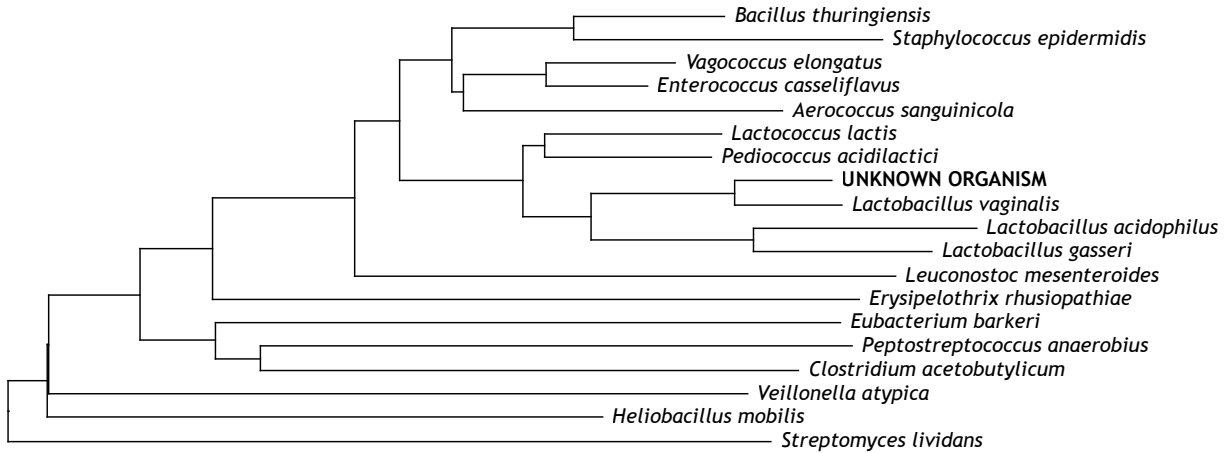 Bacillus thuringiensis
Staphylococcus epidermidis
Vagococcus elongatus
Enterococcus casseliflavus
Aerococcus sanguinicola
Lactococcus lactis
Pediococcus acidilactici
UNKNOWN ORGANISM
Lactobacillus vaginalis
Lactobacillus acidophilus
Lactobacillus gasseri
Leuconostoc mesenteroides
Erysipelothrix rhusiopathiae
Eubacterium barkeri
Peptostreptococcus anaerobius
Clostridium acetobutylicum
Veillonella atypica
Heliobacillus mobilis
Streptomyces lividans